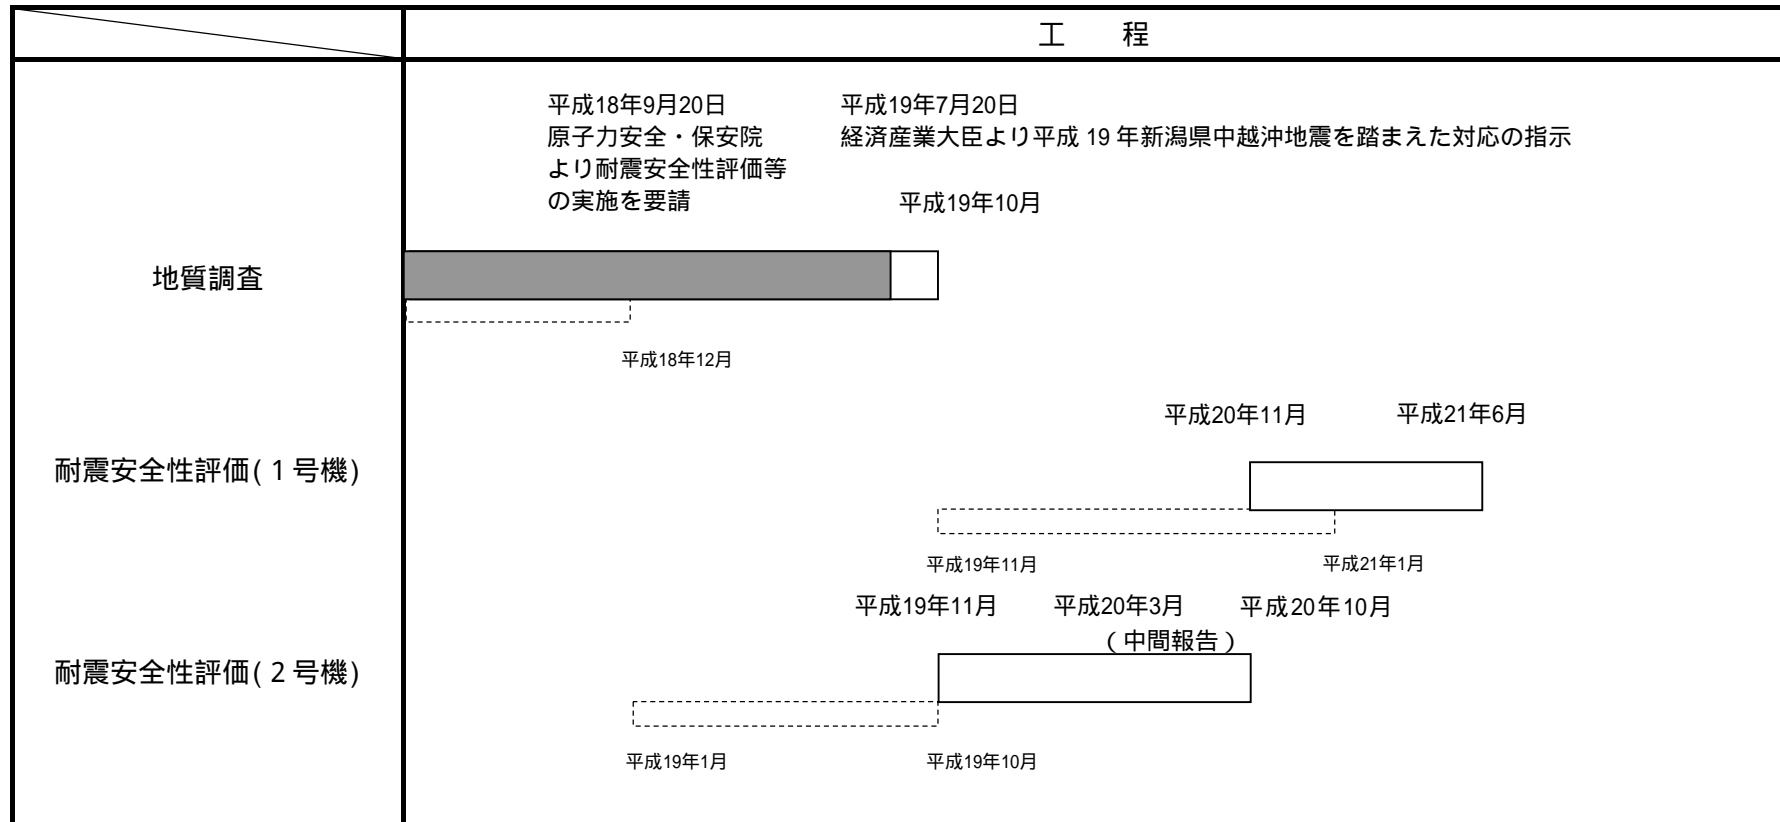 工 程
平成18年9月20日
原子力安全・保安院
より耐震安全性評価等
の実施を要請
平成19年7月20日
経済産業大臣より平成 19 年新潟県中越沖地震を踏まえた対応の指示
平成19年10月
地質調査
平成18年12月
平成20年11月
平成21年6月
耐震安全性評価(1号機)
平成19年11月
平成21年1月
平成19年11月
平成20年3月
(中間報告)
平成20年10月
耐震安全性評価(2号機)
平成19年1月
平成19年10月